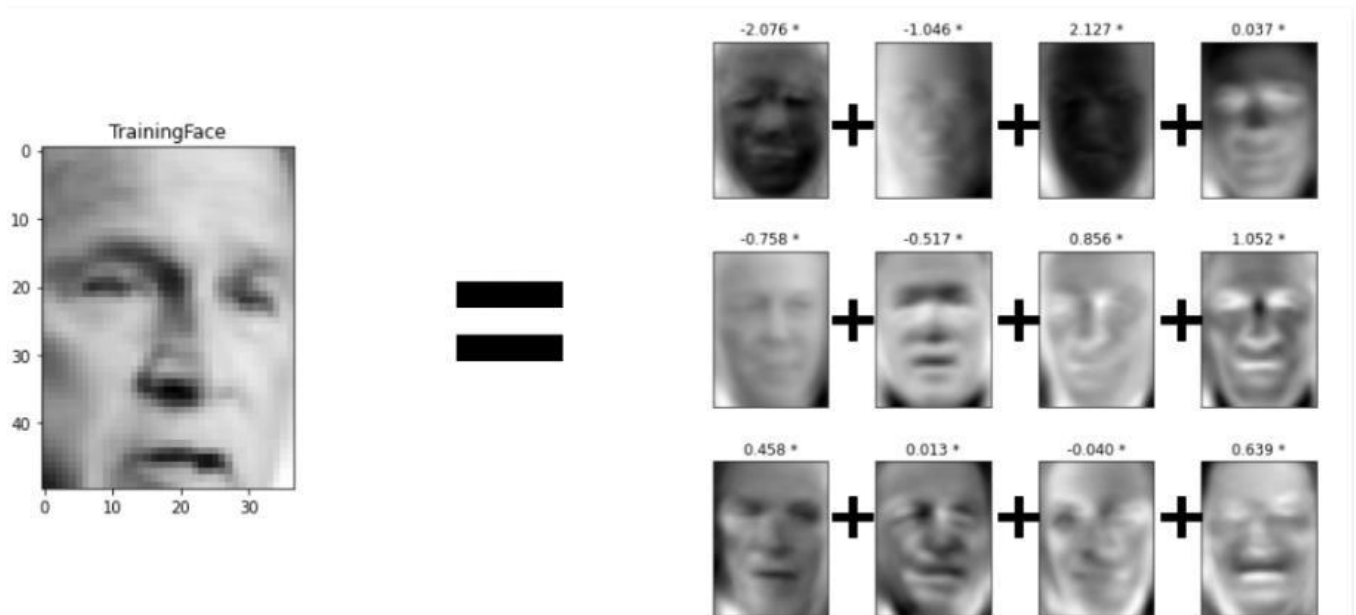 -2.076 * -1.046 * 2.127 * 0.037 *
+ + +
TrainingFace
0
10
20
30
40
0 10 20 30
=
-0.758 * -0.517 * 0.856 * 1.052 *
+ + +
0.458 * 0.013 * -0.040 * 0.639 *
+ + +